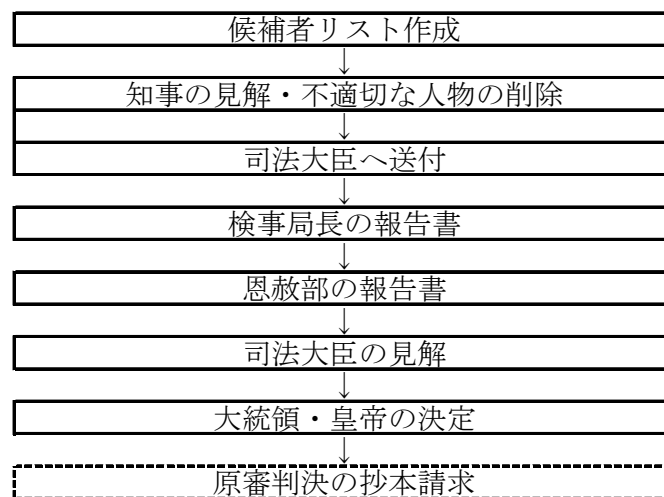 候補者リスト作成
↓
知事の見解・不適切な人物の削除
↓
司法大臣へ送付
↓
検事局長の報告書
↓
恩赦部の報告書
↓
司法大臣の見解
↓
大統領・皇帝の決定
↓
原審判決の抄本請求